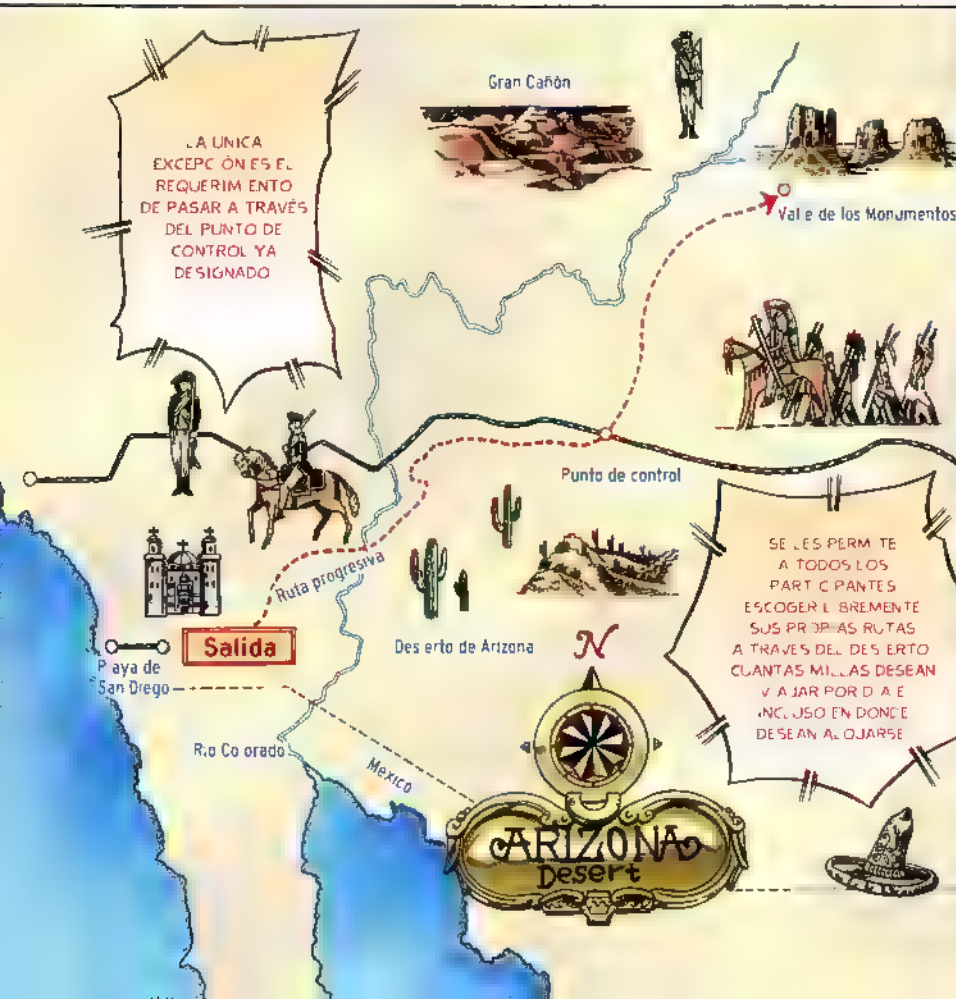 LA UNICA
EXCEPCIÓN ES EL
REQUERIMIENTO
DE PASAR A TRAVÉS
DEL PUNTO DE
CONTROL YA
DESIGNADO
Gran Cañón
Valle de los Monumentos
Punto de control
Ruta progresiva
Salida
Desierto de Arizona
Playa de
San Diego
Río Colorado
Mexico
N
SE LES PERMITE
A TODOS LOS
PARTICIPANTES
ESCOGER LIBREMENTE
SUS PROPIAS RUTAS
A TRAVES DEL DESIERTO
CUANTAS MILLAS DESEAN
VIAJAR POR DIA E
INCLUSO EN DONDE
DESEAN ALOJARSE
ARIZONA
Desert